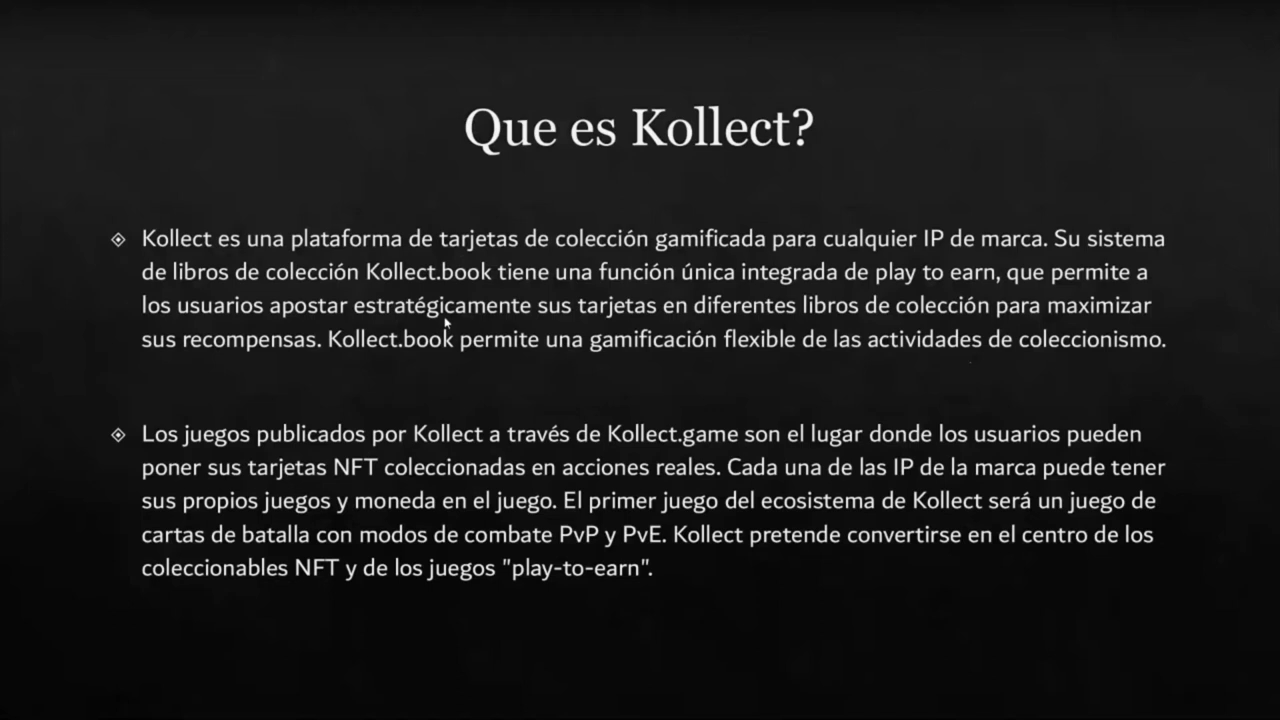 Que es Kollect?
Kollect es una plataforma de tarjetas de colección gamificada para cualquier IP de marca. Su sistema
de libros de colección Kollect.book tiene una función única integrada de play to earn, que permite a
los usuarios apostar estratégicamente sus tarjetas en diferentes libros de colección para maximizar
sus recompensas. Kollect.book permite una gamificación flexible de las actividades de coleccionismo.
Los juegos publicados por Kollect a través de Kollect.game son el lugar donde los usuarios pueden
poner sus tarjetas NFT coleccionadas en acciones reales. Cada una de las IP de la marca puede tener
sus propios juegos y moneda en el juego. El primer juego del ecosistema de Kollect será un juego de
cartas de batalla con modos de combate PvP y PvE. Kollect pretende convertirse en el centro de los
coleccionables NFT y de los juegos "play-to-earn".